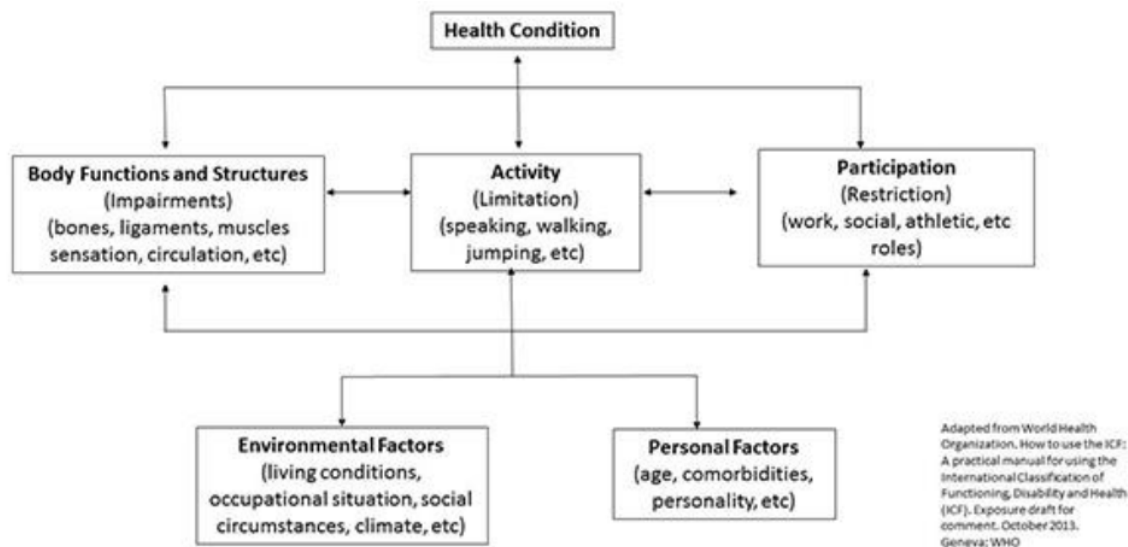 Health Condition
Body Functions and Structures
(Impairments)
(bones, ligaments, muscles
sensation, circulation, etc)
Activity
(Limitation)
(speaking, walking,
jumping, etc)
Participation
(Restriction)
(work, social, athletic, etc
roles)
Environmental Factors
(living conditions,
occupational situation, social
circumstances, climate, etc)
Personal Factors
(age, comorbidities,
personality, etc)
Adapted from World Health
Organization. How to use the ICF:
A practical manual for using the
International Classification of
Functioning, Disability and Health
(ICF). Exposure draft for
comment. October 2013.
Geneva: WHO